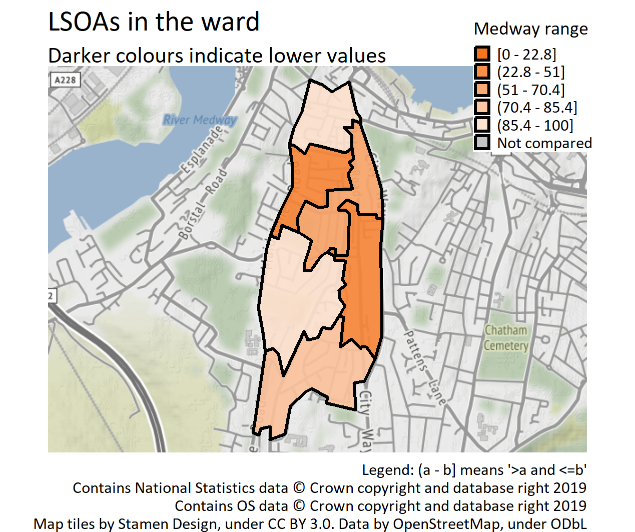 LSOAs in the ward
Darker colours indicate lower values
Medway range
[0 - 22.8]
(22.8 - 51]
(51 - 70.4]
(70.4 - 85.4]
(85.4 - 100]
Not compared
A228
River Medway
Esplanade
Borstal - Road
2
Chatham
Cemetery
Pattens - Lane
City - Way
Legend: (a - b] means '>a and <=b'
Contains National Statistics data © Crown copyright and database right 2019
Contains OS data © Crown copyright and database right 2019
Map tiles by Stamen Design, under CC BY 3.0. Data by OpenStreetMap, under ODbL